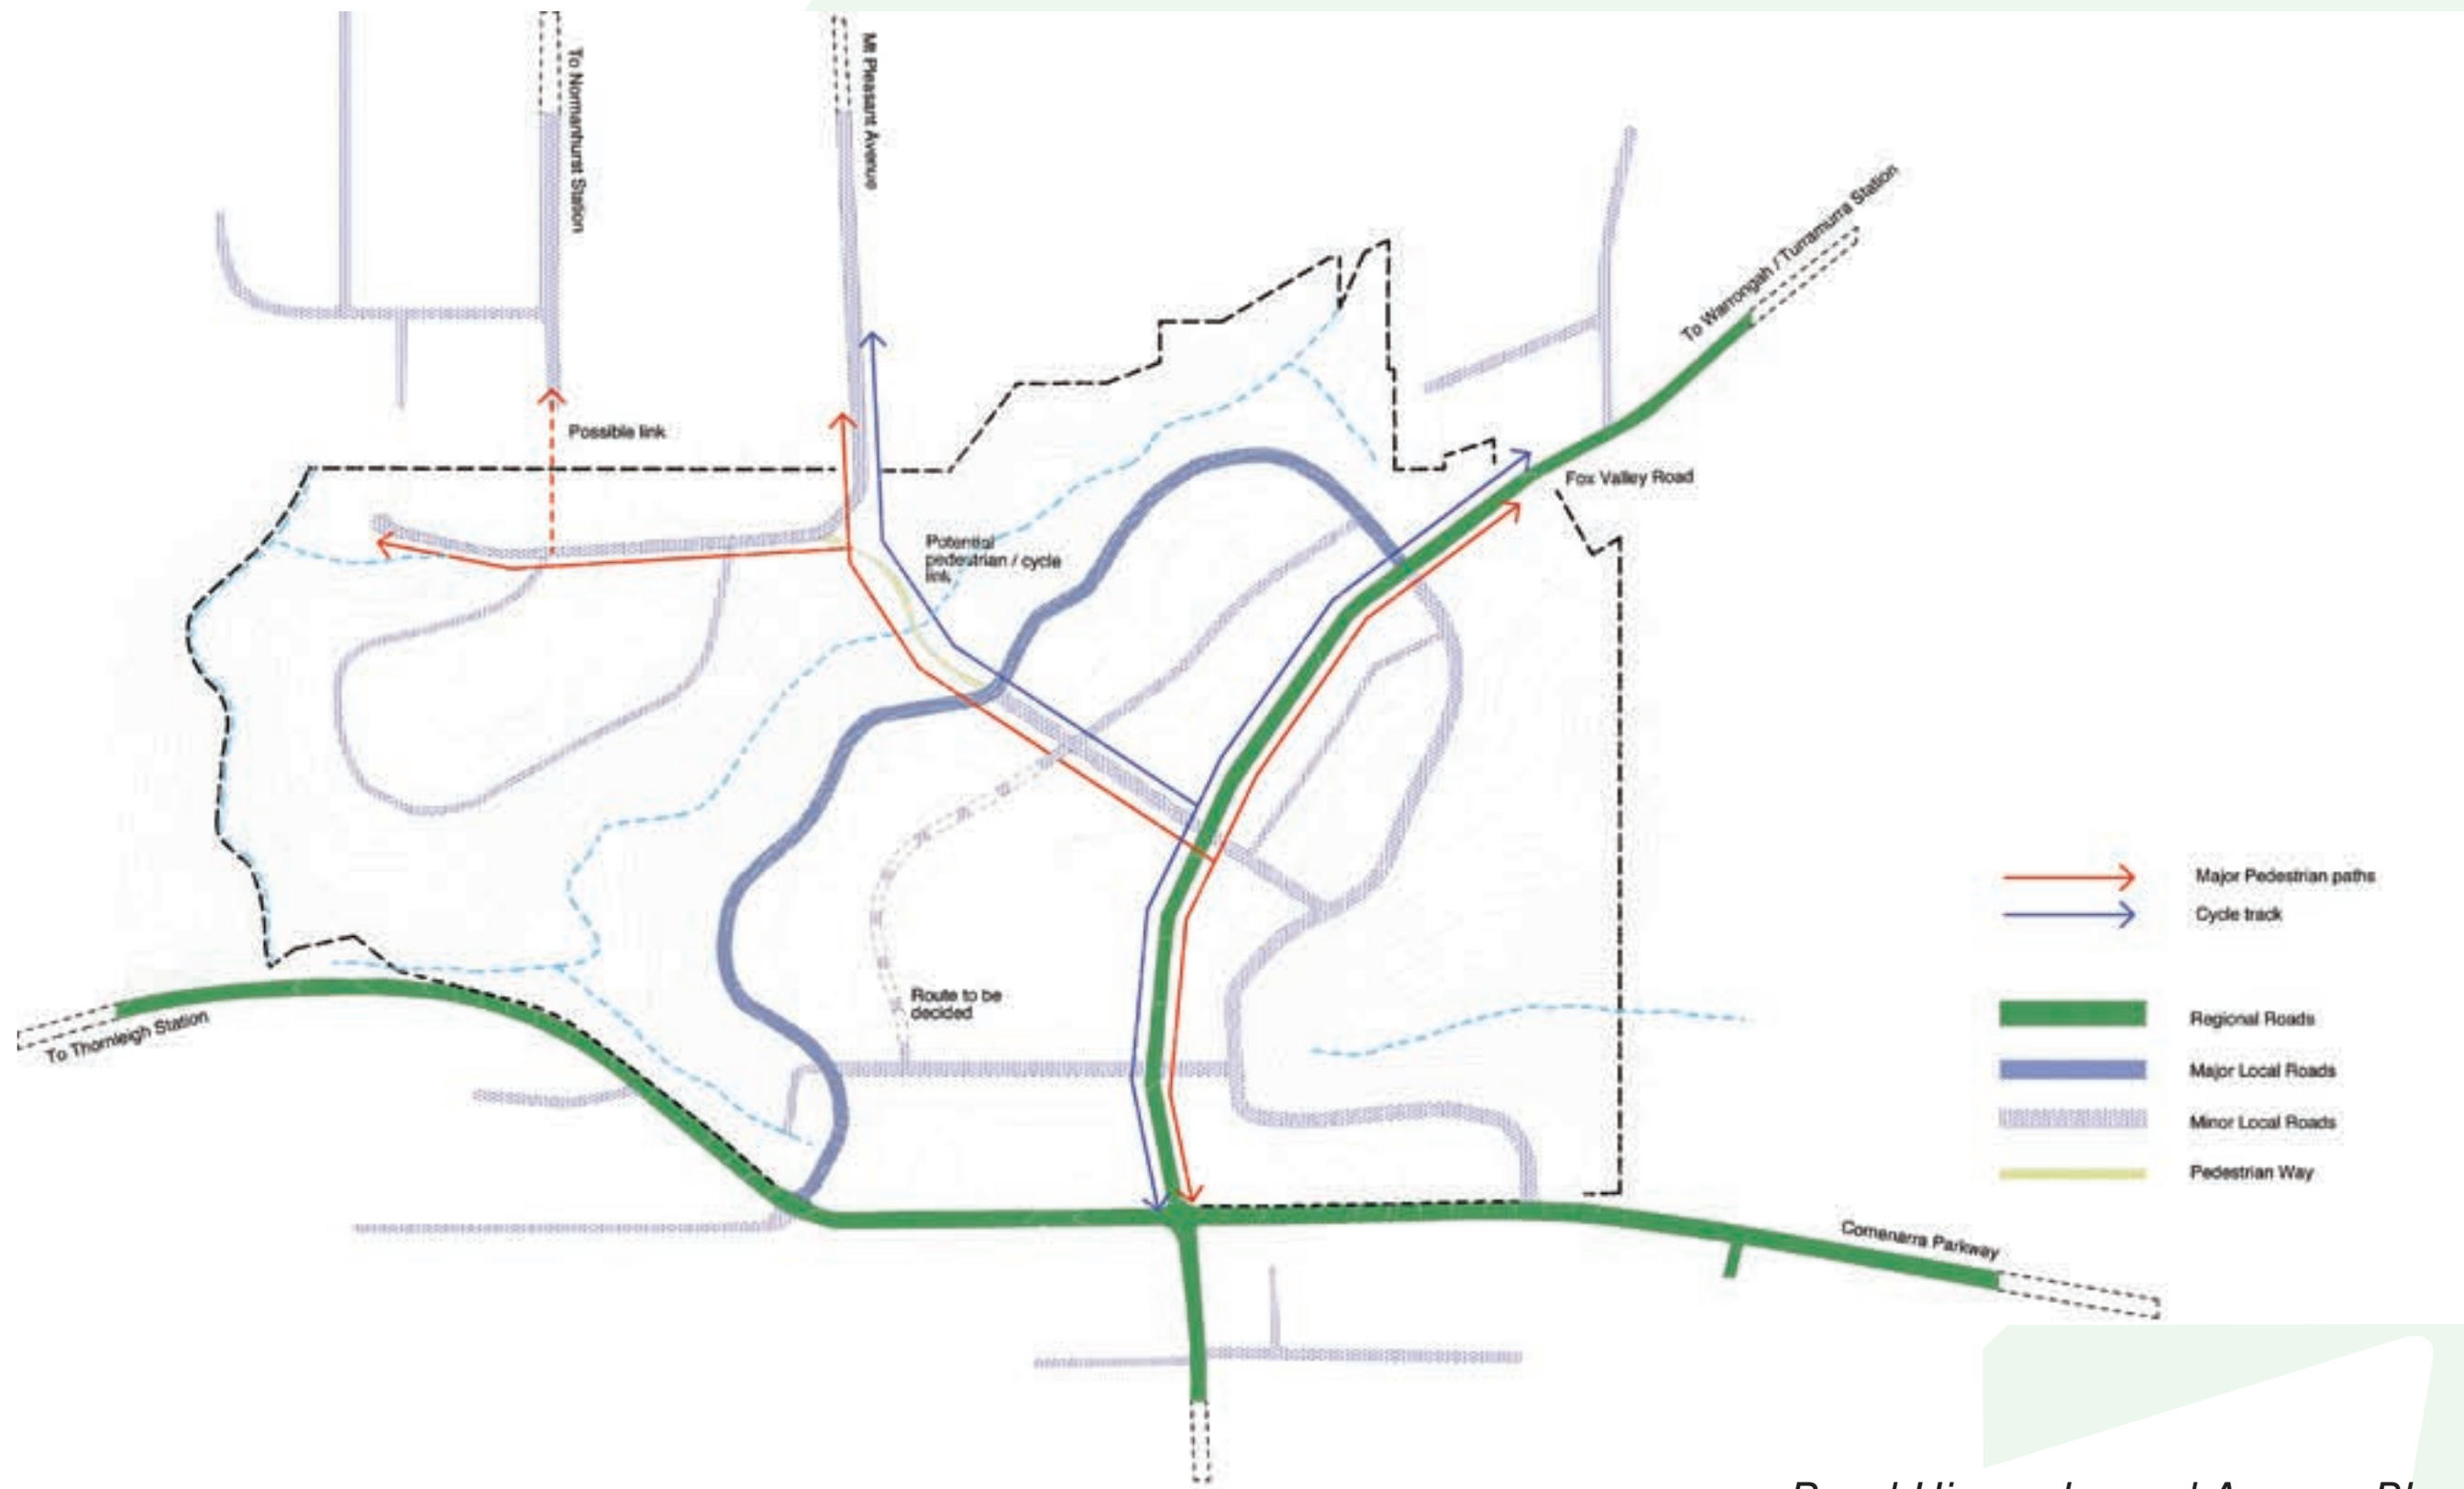 To Normanhurst Station
Mt Pleasant Avenue
To Warrongah / Turramurra Station
Possible link
Fox Valley Road
Potential
pedestrian / cycle
link
Major Pedestrian paths
Cycle track
Route to be
decided
Regional Roads
To Thornleigh Station
Major Local Roads
Minor Local Roads
Pedestrian Way
Comenarra Parkway